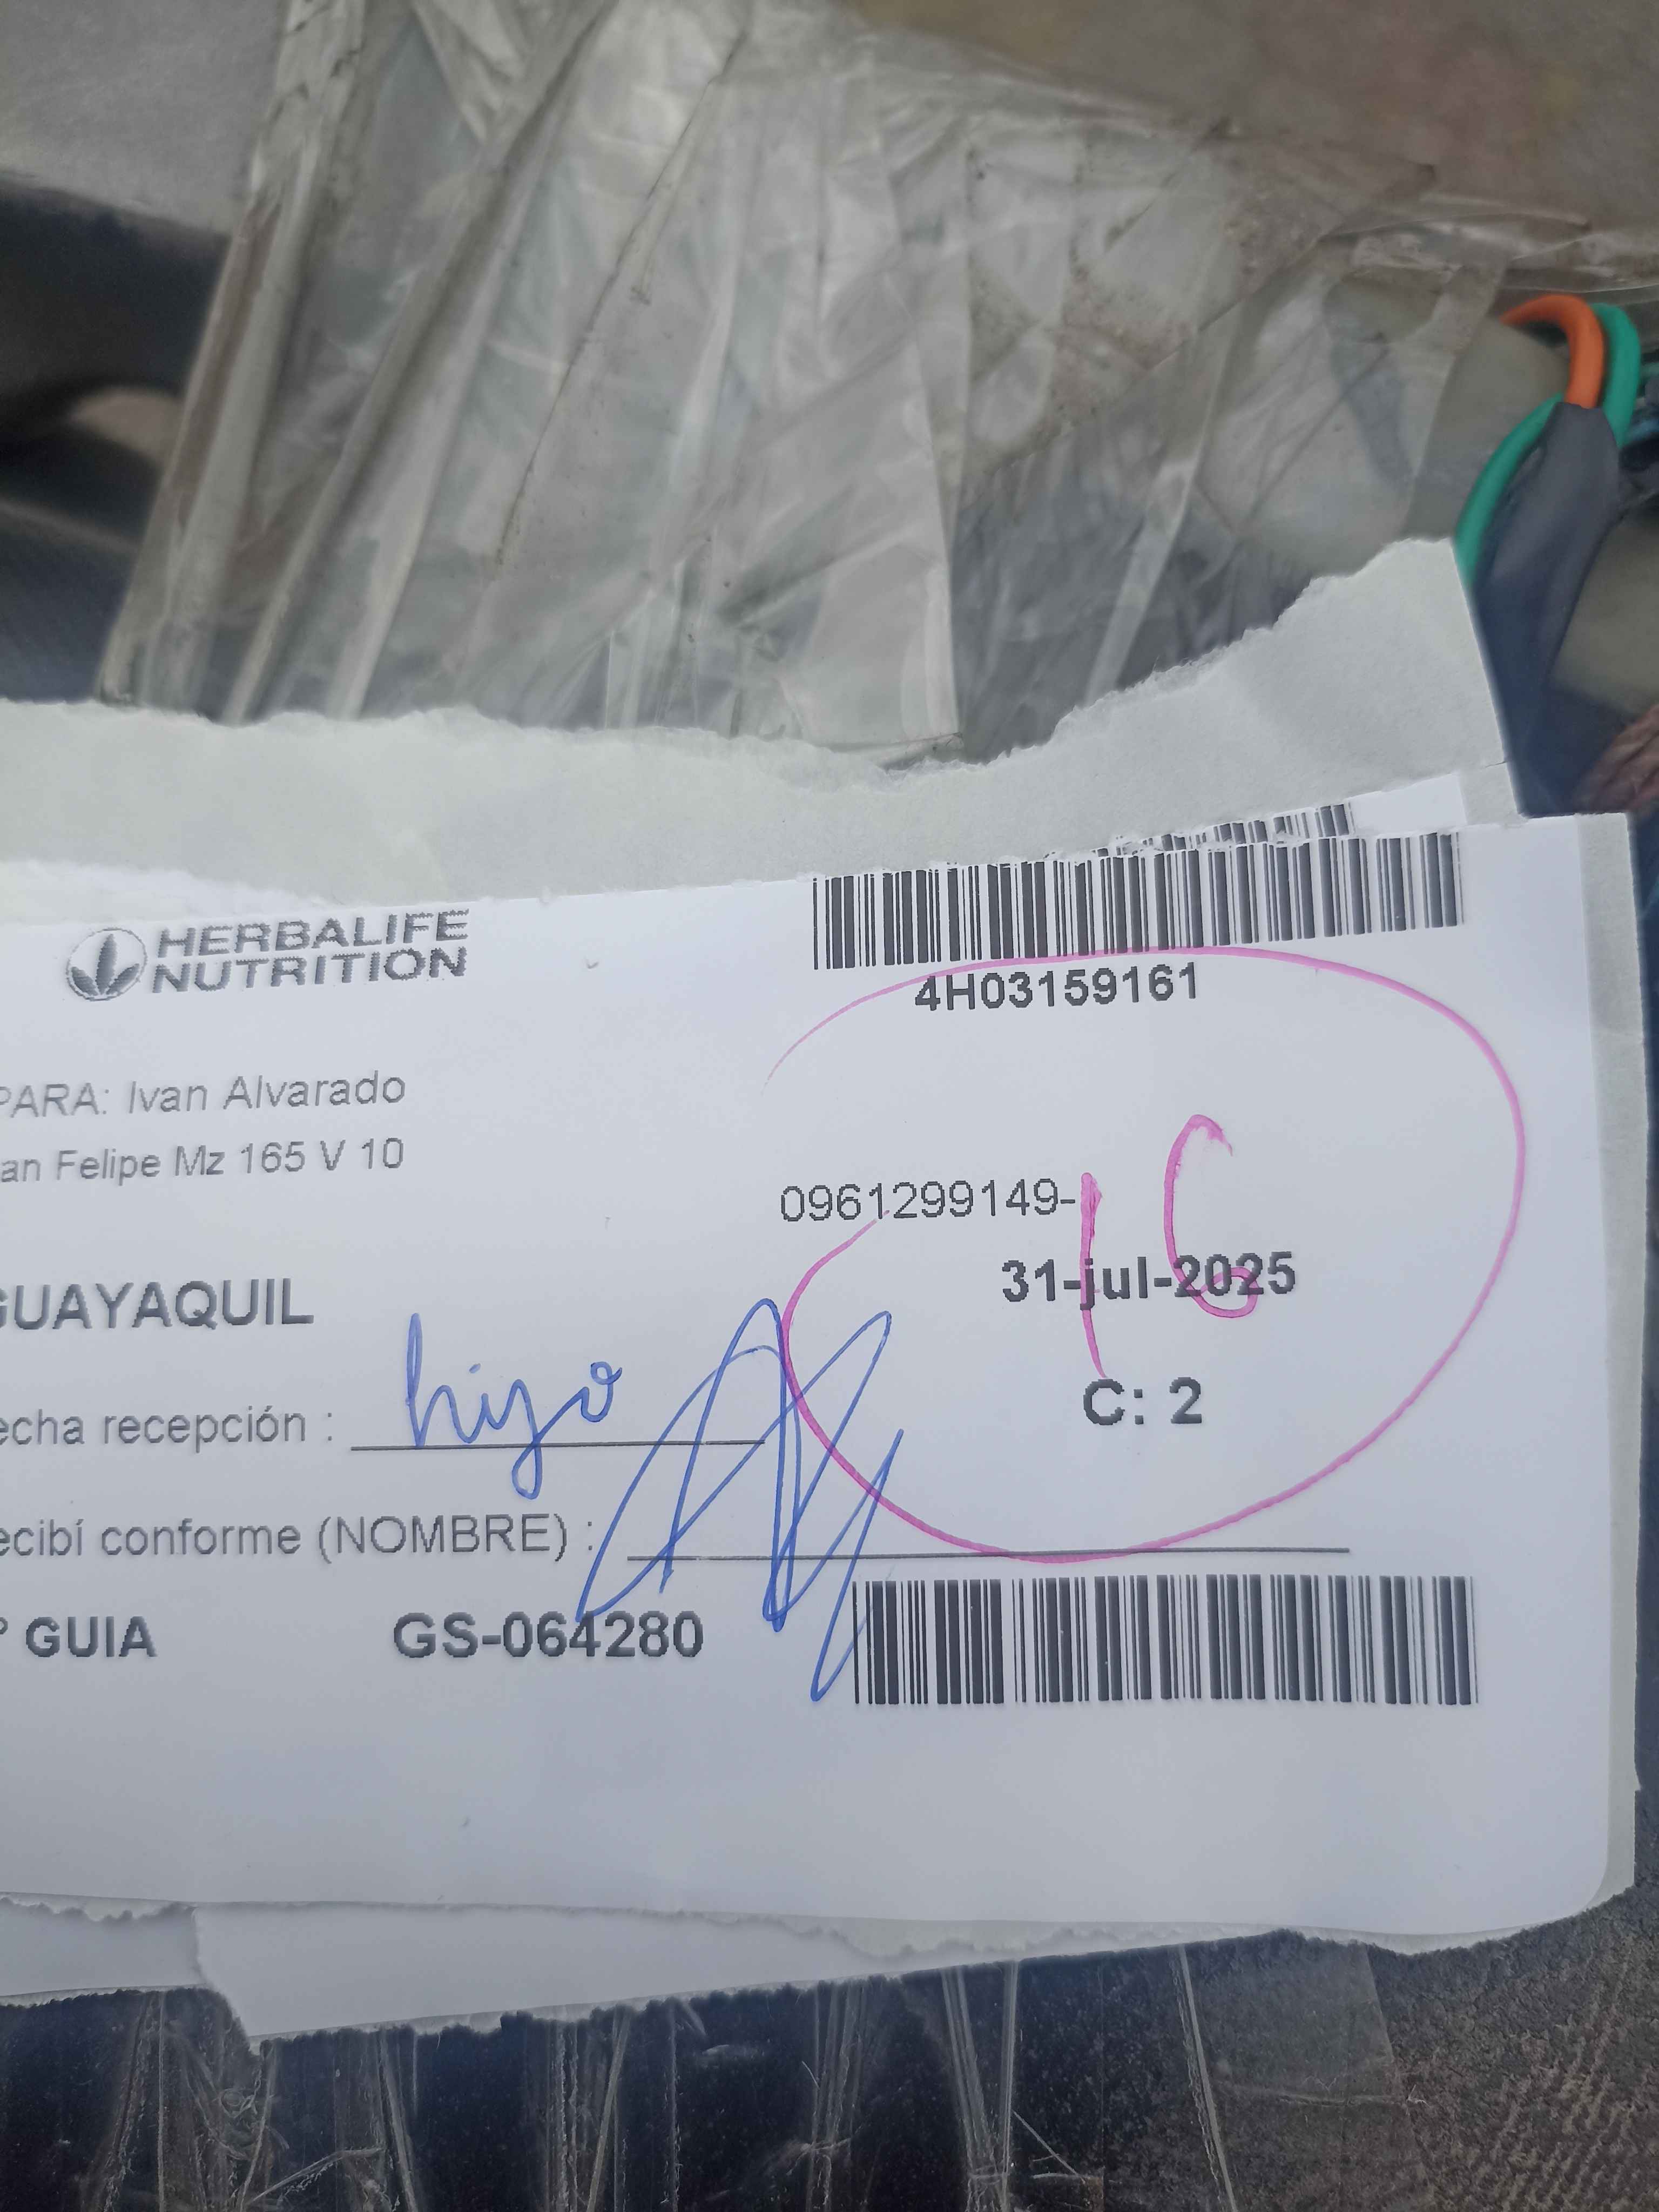 HERBALIFE
NUTRITION
4H03159161
PARA: Ivan Alvarado
an Felipe Mz 165 V 10
0961299149-
16
31-jul-2025
GUAYAQUIL
C: 2
echa recepción : hijo
ecibí conforme (NOMBRE) :
° GUIA GS-064280